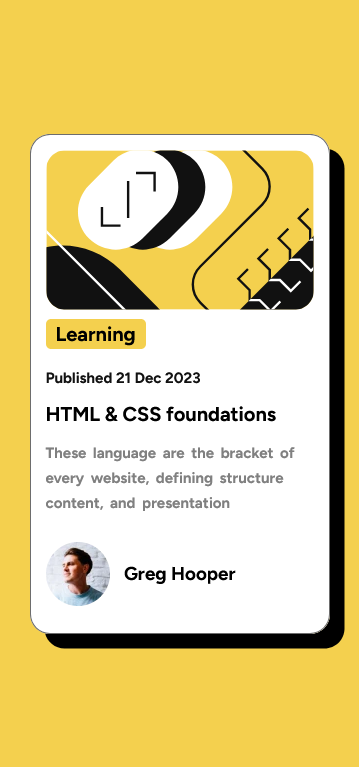 Learning
Published 21 Dec 2023
HTML & CSS foundations
These language are the bracket of
every website, defining structure
content, and presentation
Greg Hooper